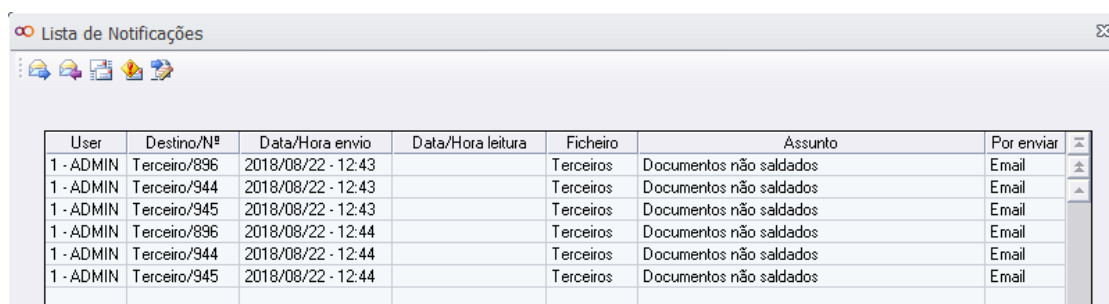 Lista de Notificações
User Destino/Nº Data/Hora envio Data/Hora leitura Ficheiro Assunto Por enviar
1 - ADMIN Terceiro/896 2018/08/22 - 12:43 Terceiros Documentos não saldados Email
1 - ADMIN Terceiro/944 2018/08/22 - 12:43 Terceiros Documentos não saldados Email
1 - ADMIN Terceiro/945 2018/08/22 - 12:43 Terceiros Documentos não saldados Email
1 - ADMIN Terceiro/896 2018/08/22 - 12:44 Terceiros Documentos não saldados Email
1 - ADMIN Terceiro/944 2018/08/22 - 12:44 Terceiros Documentos não saldados Email
1 - ADMIN Terceiro/945 2018/08/22 - 12:44 Terceiros Documentos não saldados Email